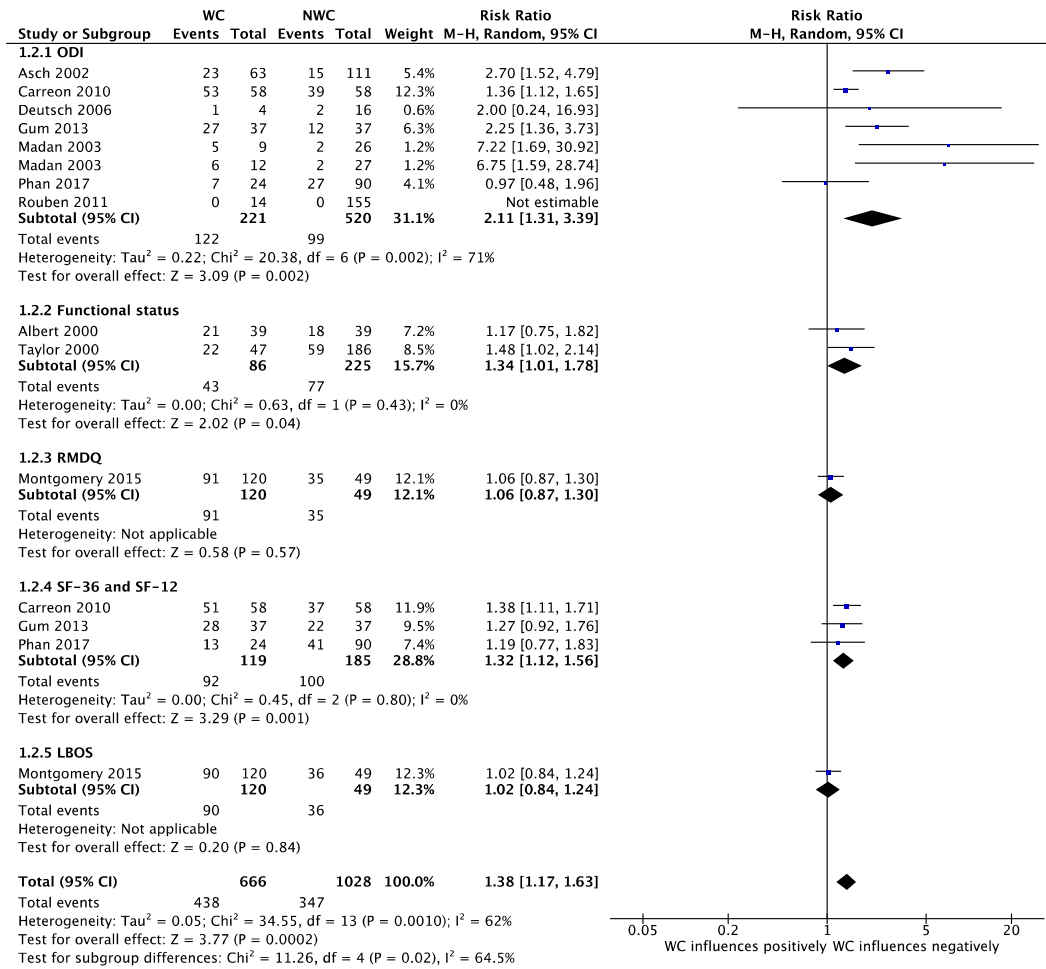 WC NWC Risk Ratio Risk Ratio
Study or Subgroup Events Total Events Total Weight M-H, Random, 95% CI M-H, Random, 95% CI
1.2.1 ODI
Asch 2002 23 63 15 111 5.4% 2.70 [1.52, 4.79]
Carreon 2010 53 58 39 58 12.3% 1.36 [1.12, 1.65]
Deutsch 2006 1 4 2 16 0.6% 2.00 [0.24, 16.93]
Gum 2013 27 37 12 37 6.3% 2.25 [1.36, 3.73]
Madan 2003 5 9 2 26 1.2% 7.22 [1.69, 30.92]
Madan 2003 6 12 2 27 1.2% 6.75 [1.59, 28.74]
Phan 2017 7 24 27 90 4.1% 0.97 [0.48, 1.96]
Rouben 2011 0 14 0 155 Not estimable
Subtotal (95% CI) 221 520 31.1% 2.11 [1.31, 3.39]
Total events 122 99
Heterogeneity: Tau² = 0.22; Chi² = 20.38, df = 6 (P = 0.002); I² = 71%
Test for overall effect: Z = 3.09 (P = 0.002)
1.2.2 Functional status
Albert 2000 21 39 18 39 7.2% 1.17 [0.75, 1.82]
Taylor 2000 22 47 59 186 8.5% 1.48 [1.02, 2.14]
Subtotal (95% CI) 86 225 15.7% 1.34 [1.01, 1.78]
Total events 43 77
Heterogeneity: Tau² = 0.00; Chi² = 0.63, df = 1 (P = 0.43); I² = 0%
Test for overall effect: Z = 2.02 (P = 0.04)
1.2.3 RMDQ
Montgomery 2015 91 120 35 49 12.1% 1.06 [0.87, 1.30]
Subtotal (95% CI) 120 49 12.1% 1.06 [0.87, 1.30]
Total events 91 35
Heterogeneity: Not applicable
Test for overall effect: Z = 0.58 (P = 0.57)
1.2.4 SF-36 and SF-12
Carreon 2010 51 58 37 58 11.9% 1.38 [1.11, 1.71]
Gum 2013 28 37 22 37 9.5% 1.27 [0.92, 1.76]
Phan 2017 13 24 41 90 7.4% 1.19 [0.77, 1.83]
Subtotal (95% CI) 119 185 28.8% 1.32 [1.12, 1.56]
Total events 92 100
Heterogeneity: Tau² = 0.00; Chi² = 0.45, df = 2 (P = 0.80); I² = 0%
Test for overall effect: Z = 3.29 (P = 0.001)
1.2.5 LBOS
Montgomery 2015 90 120 36 49 12.3% 1.02 [0.84, 1.24]
Subtotal (95% CI) 120 49 12.3% 1.02 [0.84, 1.24]
Total events 90 36
Heterogeneity: Not applicable
Test for overall effect: Z = 0.20 (P = 0.84)
Total (95% CI) 666 1028 100.0% 1.38 [1.17, 1.63]
Total events 438 347
Heterogeneity: Tau² = 0.05; Chi² = 34.55, df = 13 (P = 0.0010); I² = 62%
Test for overall effect: Z = 3.77 (P = 0.0002)
Test for subgroup differences: Chi² = 11.26, df = 4 (P = 0.02), I² = 64.5%
0.05 0.2 1 5 20
WC influences positively WC influences negatively